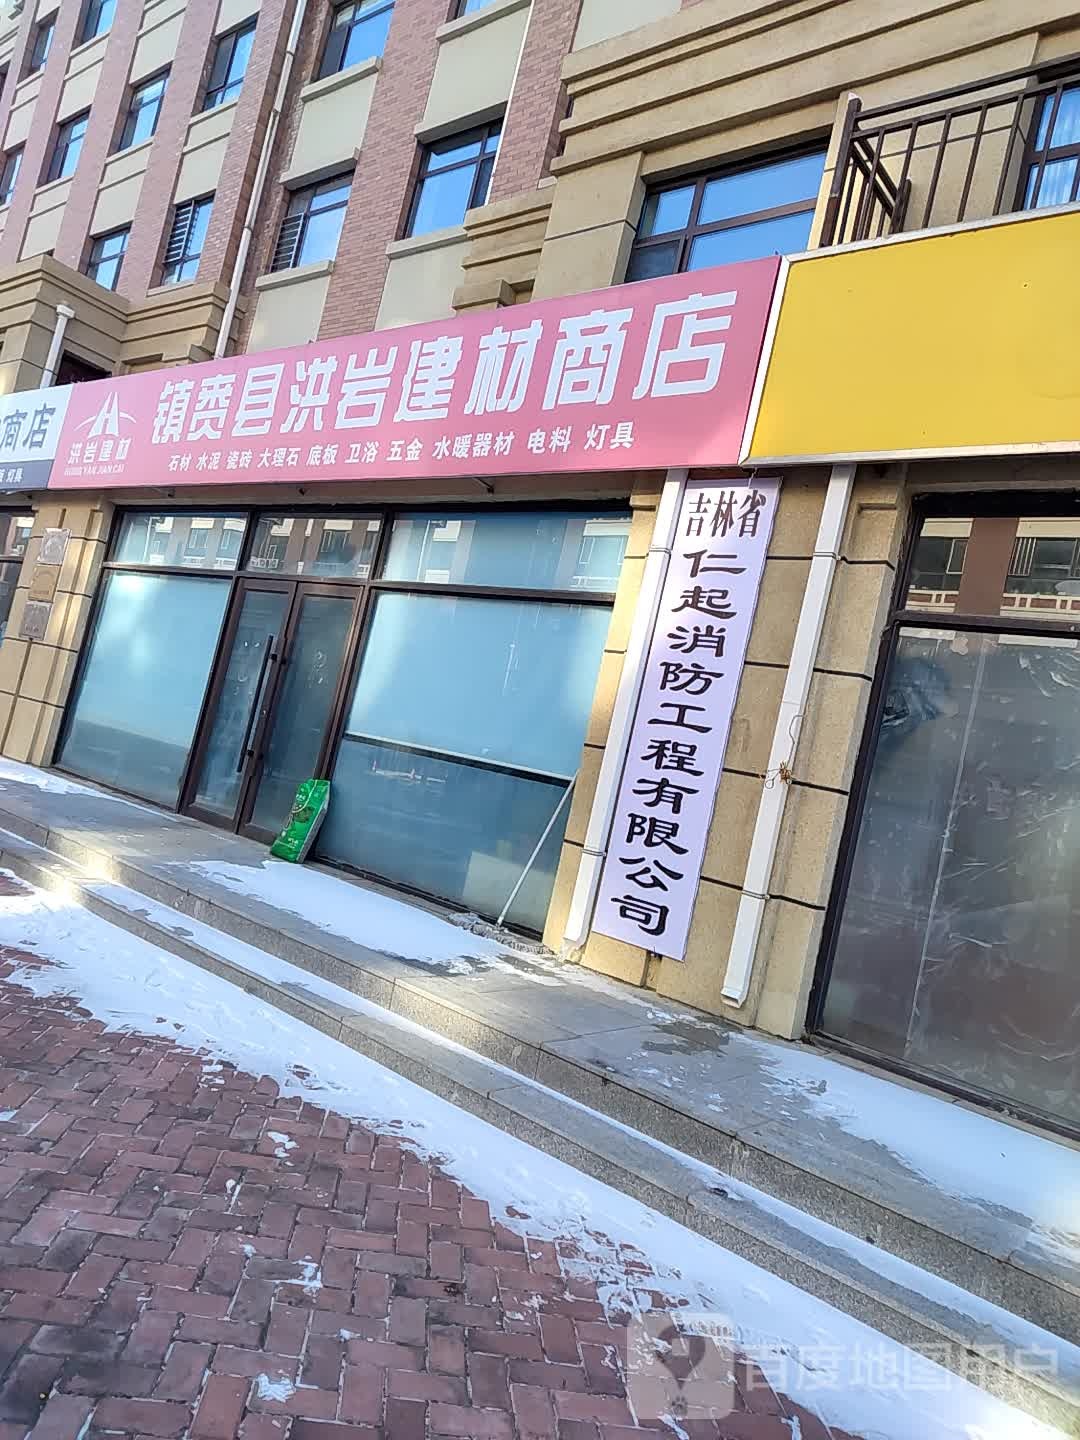 商店
灯具
洪岩建材
HONG YAN JIAN CAI
镇赉县洪岩建材商店
石材 水泥 瓷砖 大理石 底板 卫浴 五金 水暖器材 电料 灯具
吉林省
仁起消防工程有限公司
百度地图用户